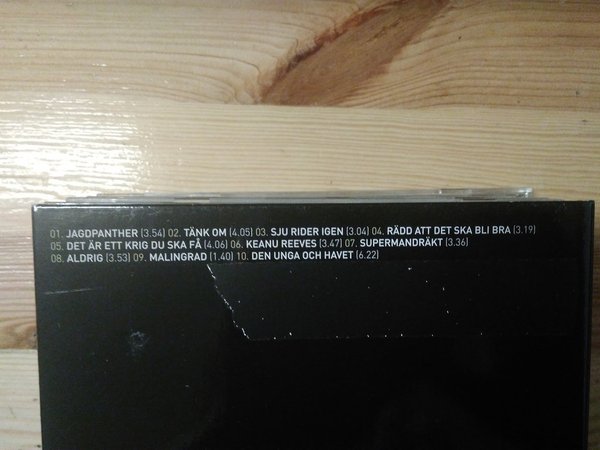 01. JAGDPANTHER (3.54) 02. TÄNK OM (4.05) 03. SJU RIDER IGEN (3.04) 04. RÄDD ATT DET SKA BLI BRA (3.19)
05. DET ÄR ETT KRIG DU SKA FÅ (4.06) 06. KEANU REEVES (3.47) 07. SUPERMANDRÄKT (3.36)
08. ALDRIG (3.53) 09. MALINGRAD (1.40) 10. DEN UNGA OCH HAVET (6.22)